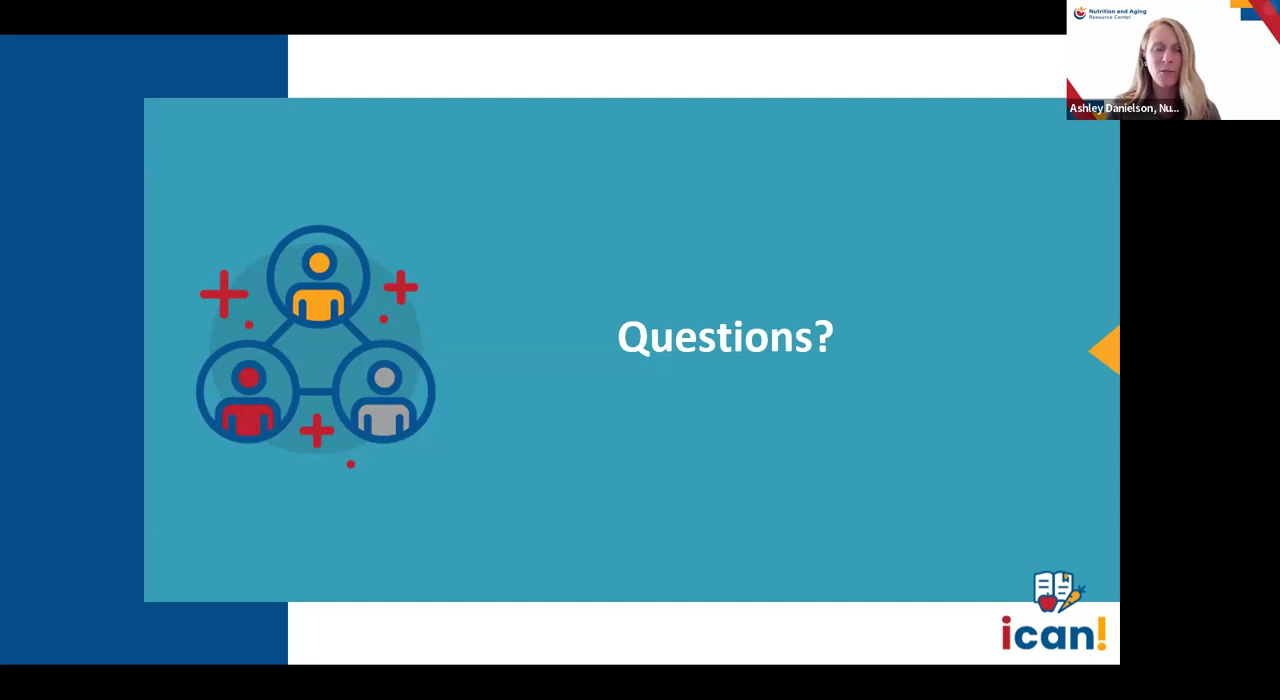 Nutrition and Aging
Resource Center
Ashley Danielson, Nu...
Questions?
ican!